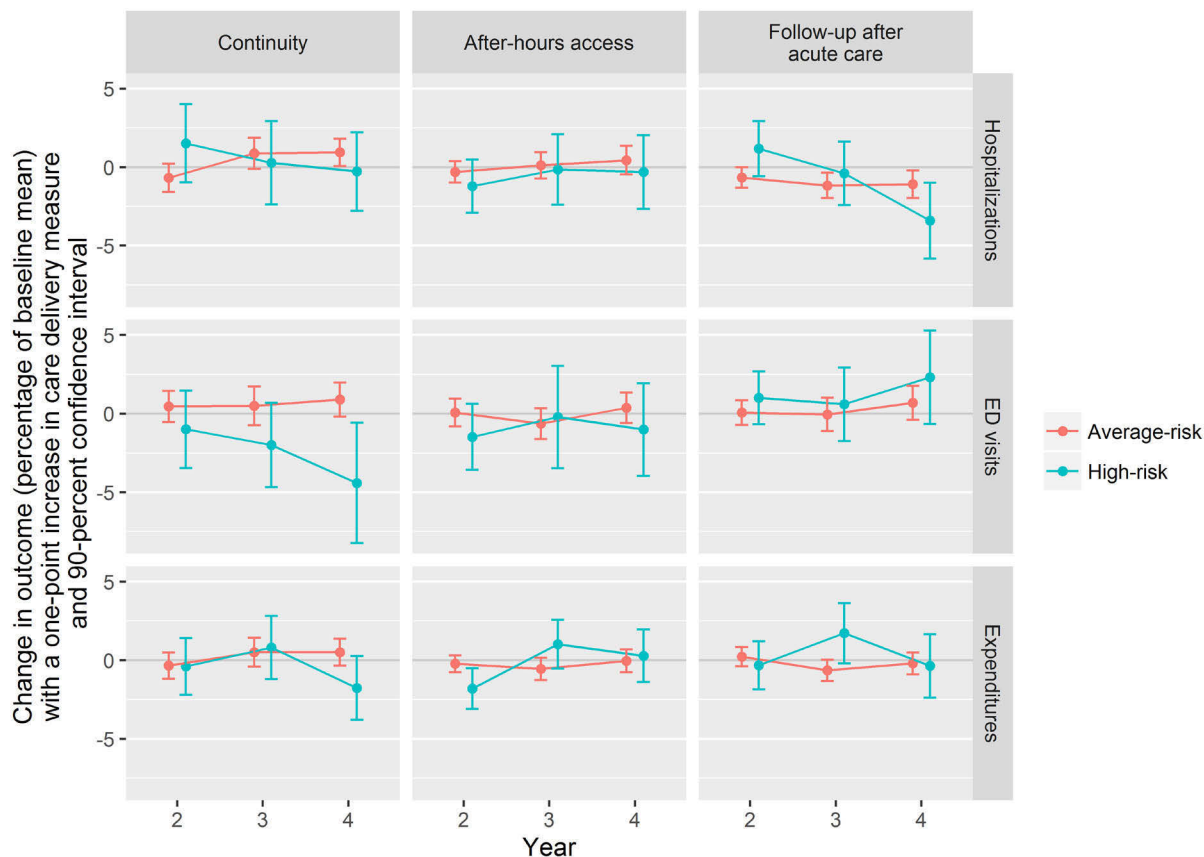 Continuity
After-hours access
Follow-up after
acute care
Change in outcome (percentage of baseline mean)
with a one-point increase in care delivery measure
and 90-percent confidence interval
5
0
-5
Hospitalizations
5
0
-5
ED visits
5
0
-5
Expenditures
2 3 4
2 3 4
2 3 4
Year
Average-risk
High-risk